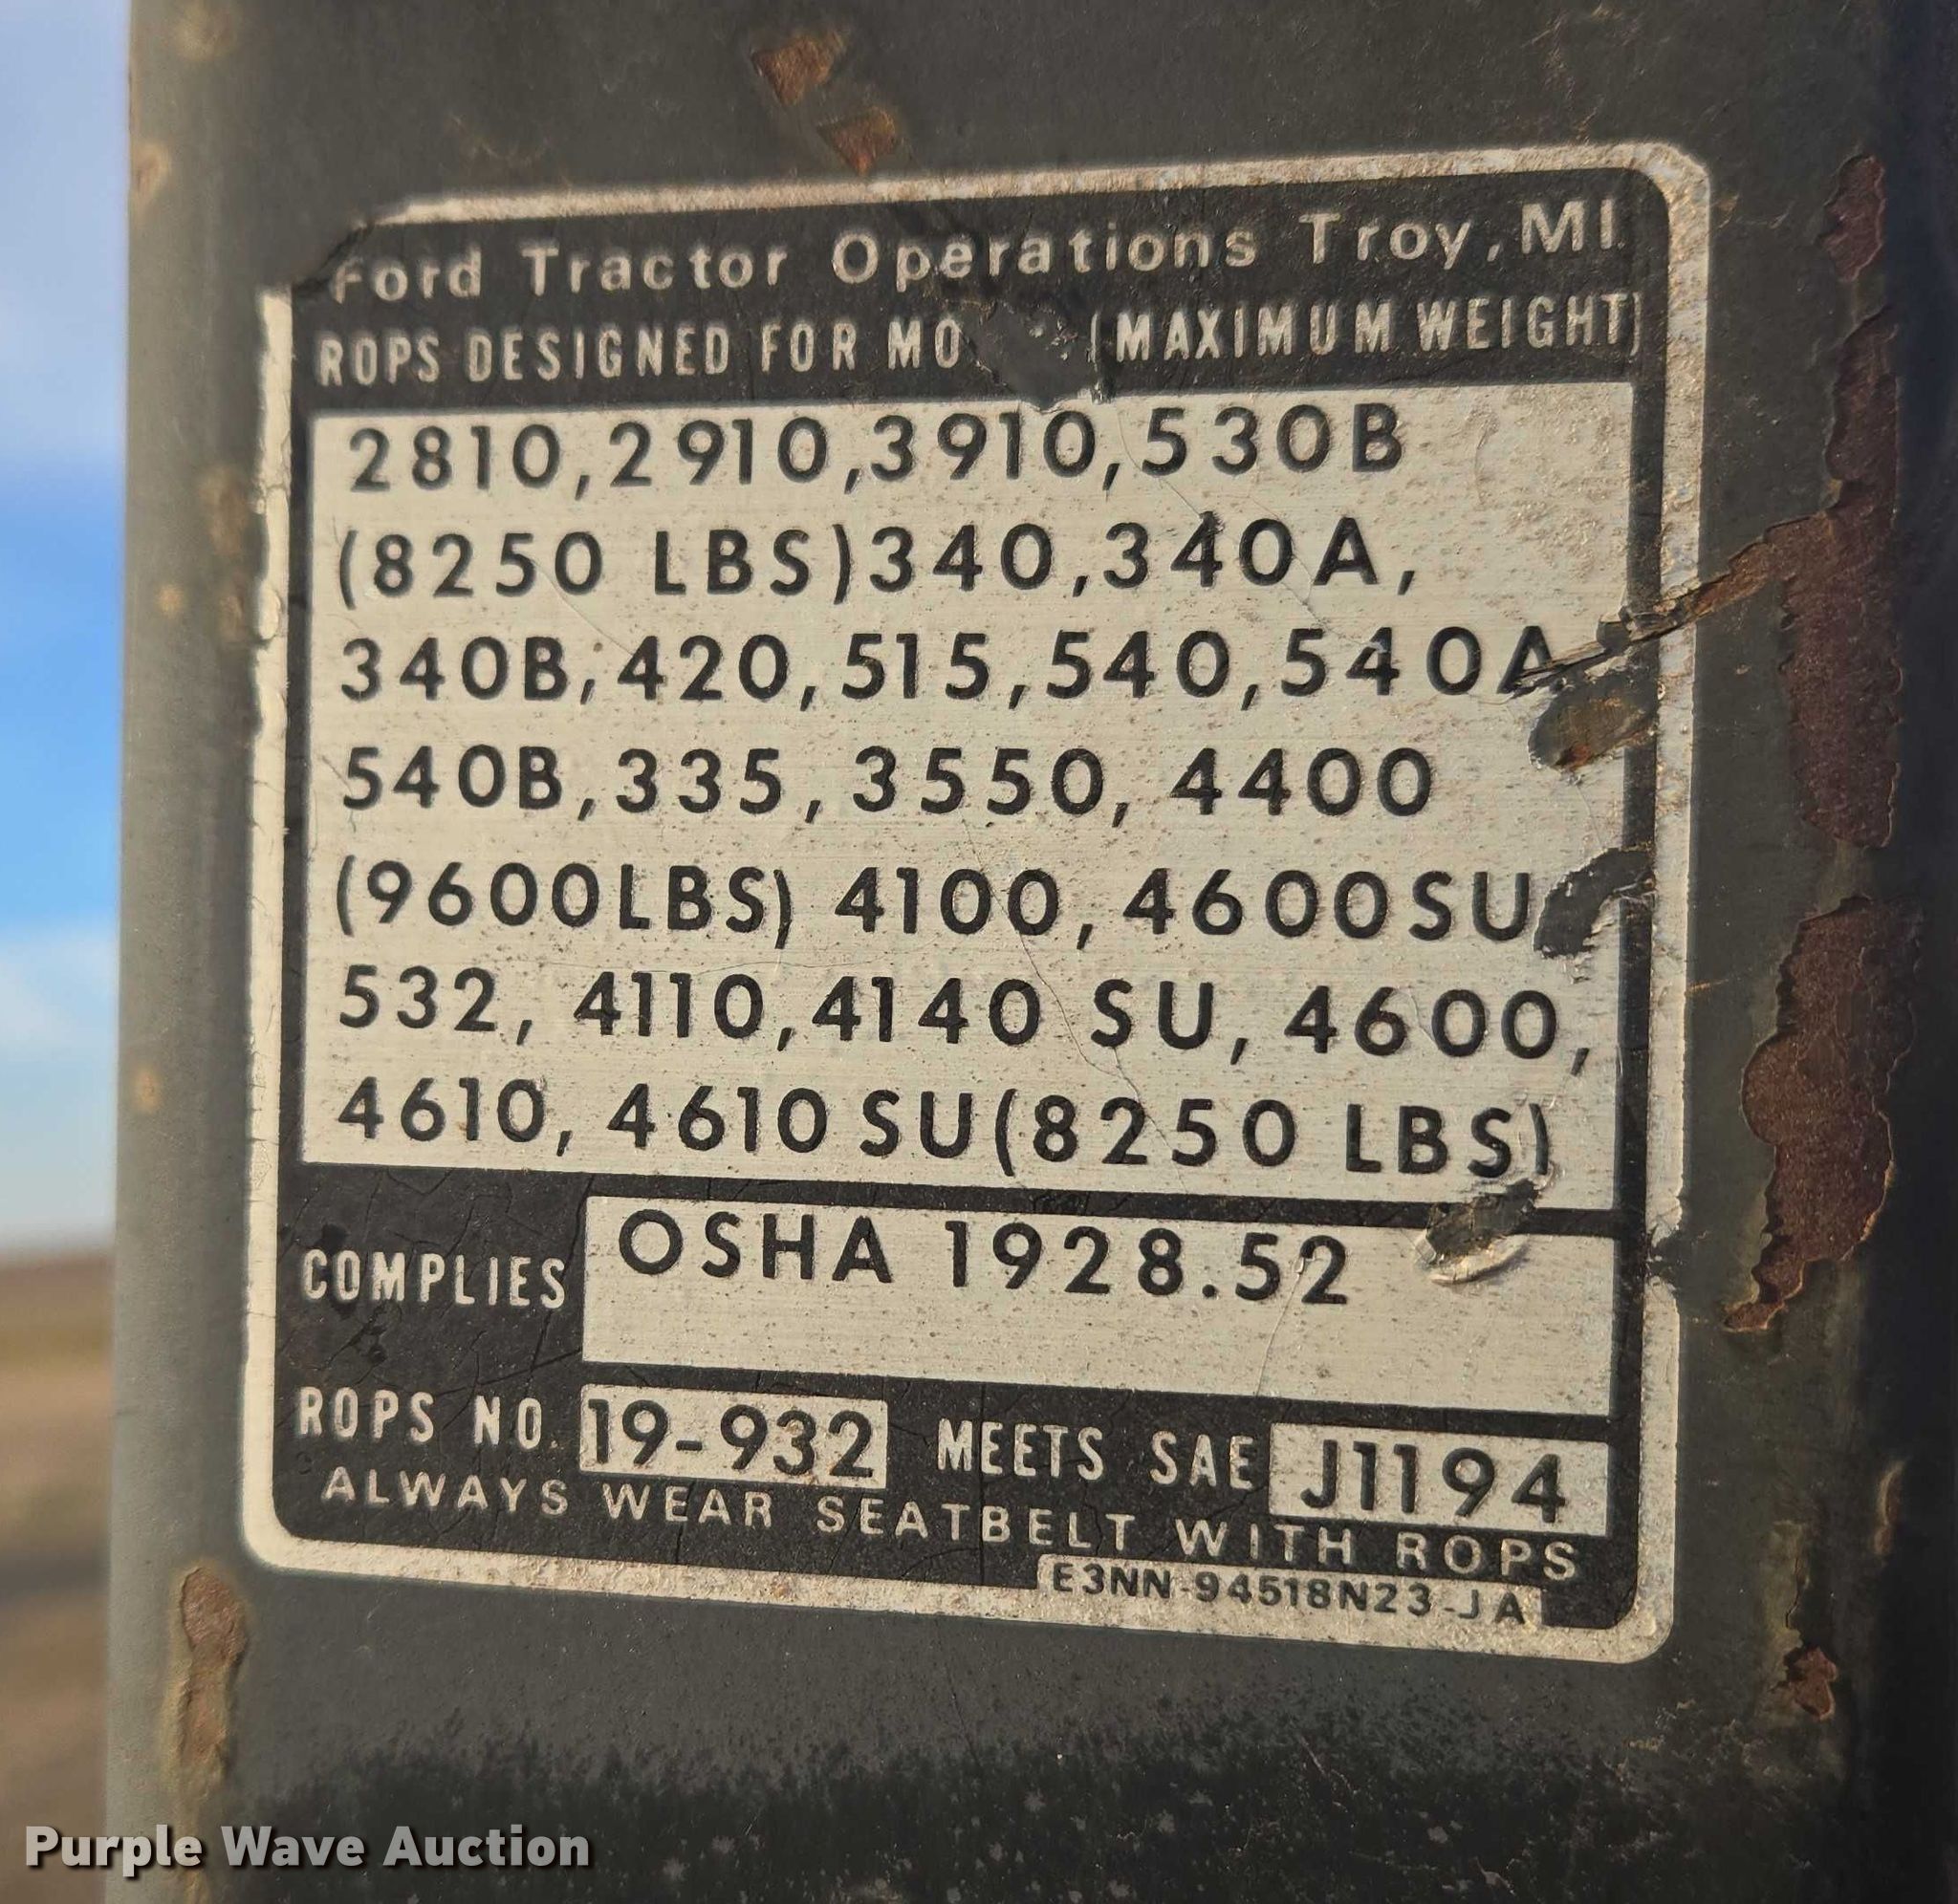 Ford Tractor Operations Troy, MI.
ROPS DESIGNED FOR MO (MAXIMUM WEIGHT)
2810,2910,3910,530B
(8250 LBS)340,340A,
340B,420,515,540,540A
540B,335,3550,4400
(9600LBS) 4100,4600SU
532, 4110,4140 SU, 4600,
4610, 4610 SU(8250 LBS)
COMPLIES OSHA 1928.52
ROPS NO. 19-932 MEETS SAE J1194
ALWAYS WEAR SEATBELT WITH ROPS
E3NN-94518N23-JA
Purple Wave Auction